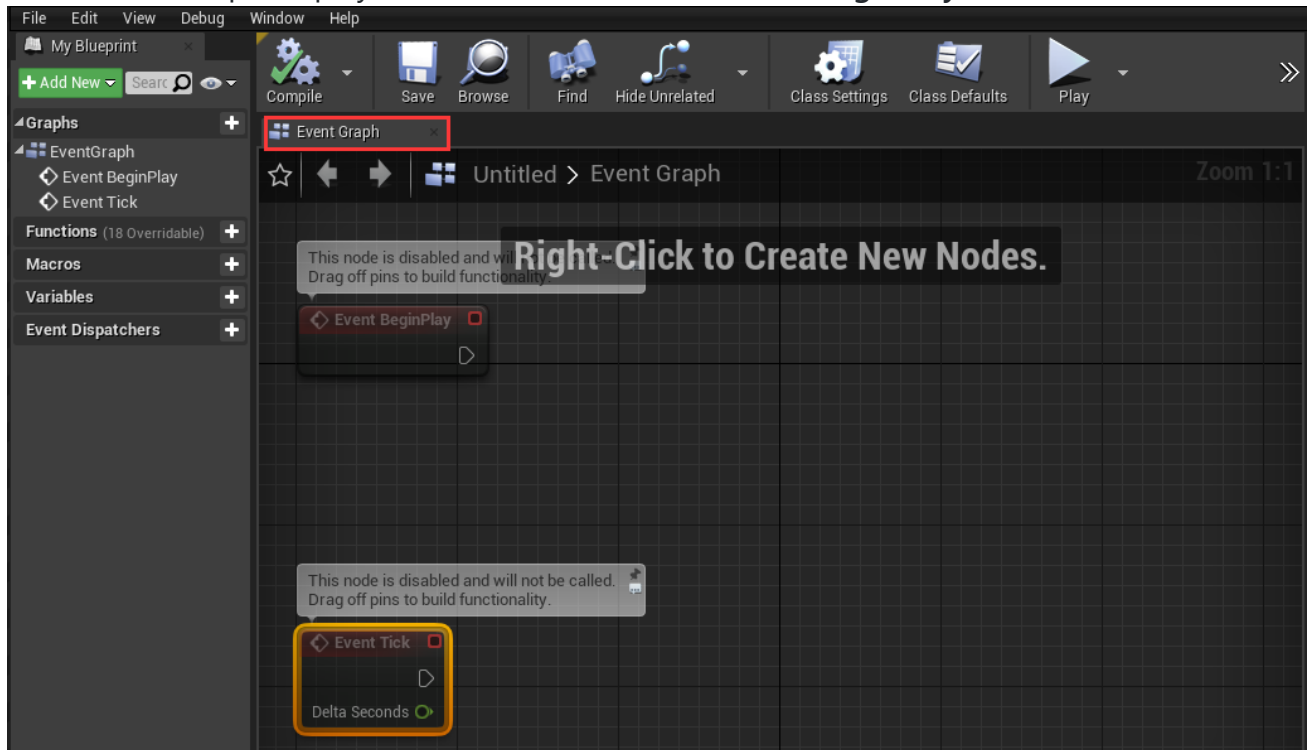 File Edit View Debug Window Help
My Blueprint
Add New Searc
Compile Save Browse Find Hide Unrelated Class Settings Class Defaults Play
Graphs
EventGraph
Event BeginPlay
Event Tick
Functions (18 Overridable)
Macros
Variables
Event Dispatchers
Event Graph
Untitled > Event Graph
Zoom 1:1
Right-Click to Create New Nodes.
This node is disabled and will
Drag off pins to build functionality.
Event BeginPlay
This node is disabled and will not be called.
Drag off pins to build functionality.
Event Tick
Delta Seconds